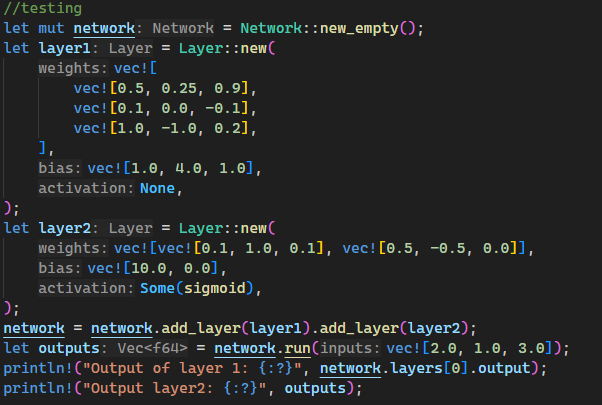 //testing
let mut network: Network = Network::new_empty();
let layer1: Layer = Layer::new(
weights: vec![
vec![0.5, 0.25, 0.9],
vec![0.1, 0.0, -0.1],
vec![1.0, -1.0, 0.2],
],
bias: vec![1.0, 4.0, 1.0],
activation: None,
);
let layer2: Layer = Layer::new(
weights: vec![vec![0.1, 1.0, 0.1], vec![0.5, -0.5, 0.0]],
bias: vec![10.0, 0.0],
activation: Some(sigmoid),
);
network = network.add_layer(layer1).add_layer(layer2);
let outputs: Vec<f64> = network.run(inputs: vec![2.0, 1.0, 3.0]);
println!("Output of layer 1: {:?}", network.layers[0].output);
println!("Output layer2: {:?}", outputs);